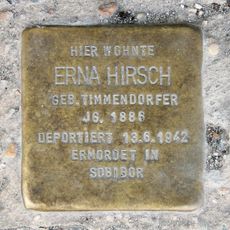 HIER WOHNTE
ERNA HIRSCH
GEB. TIMMENDORFER
JG. 1886
DEPORTIERT 13.6.1942
ERMORDET IN
SOBIBOR